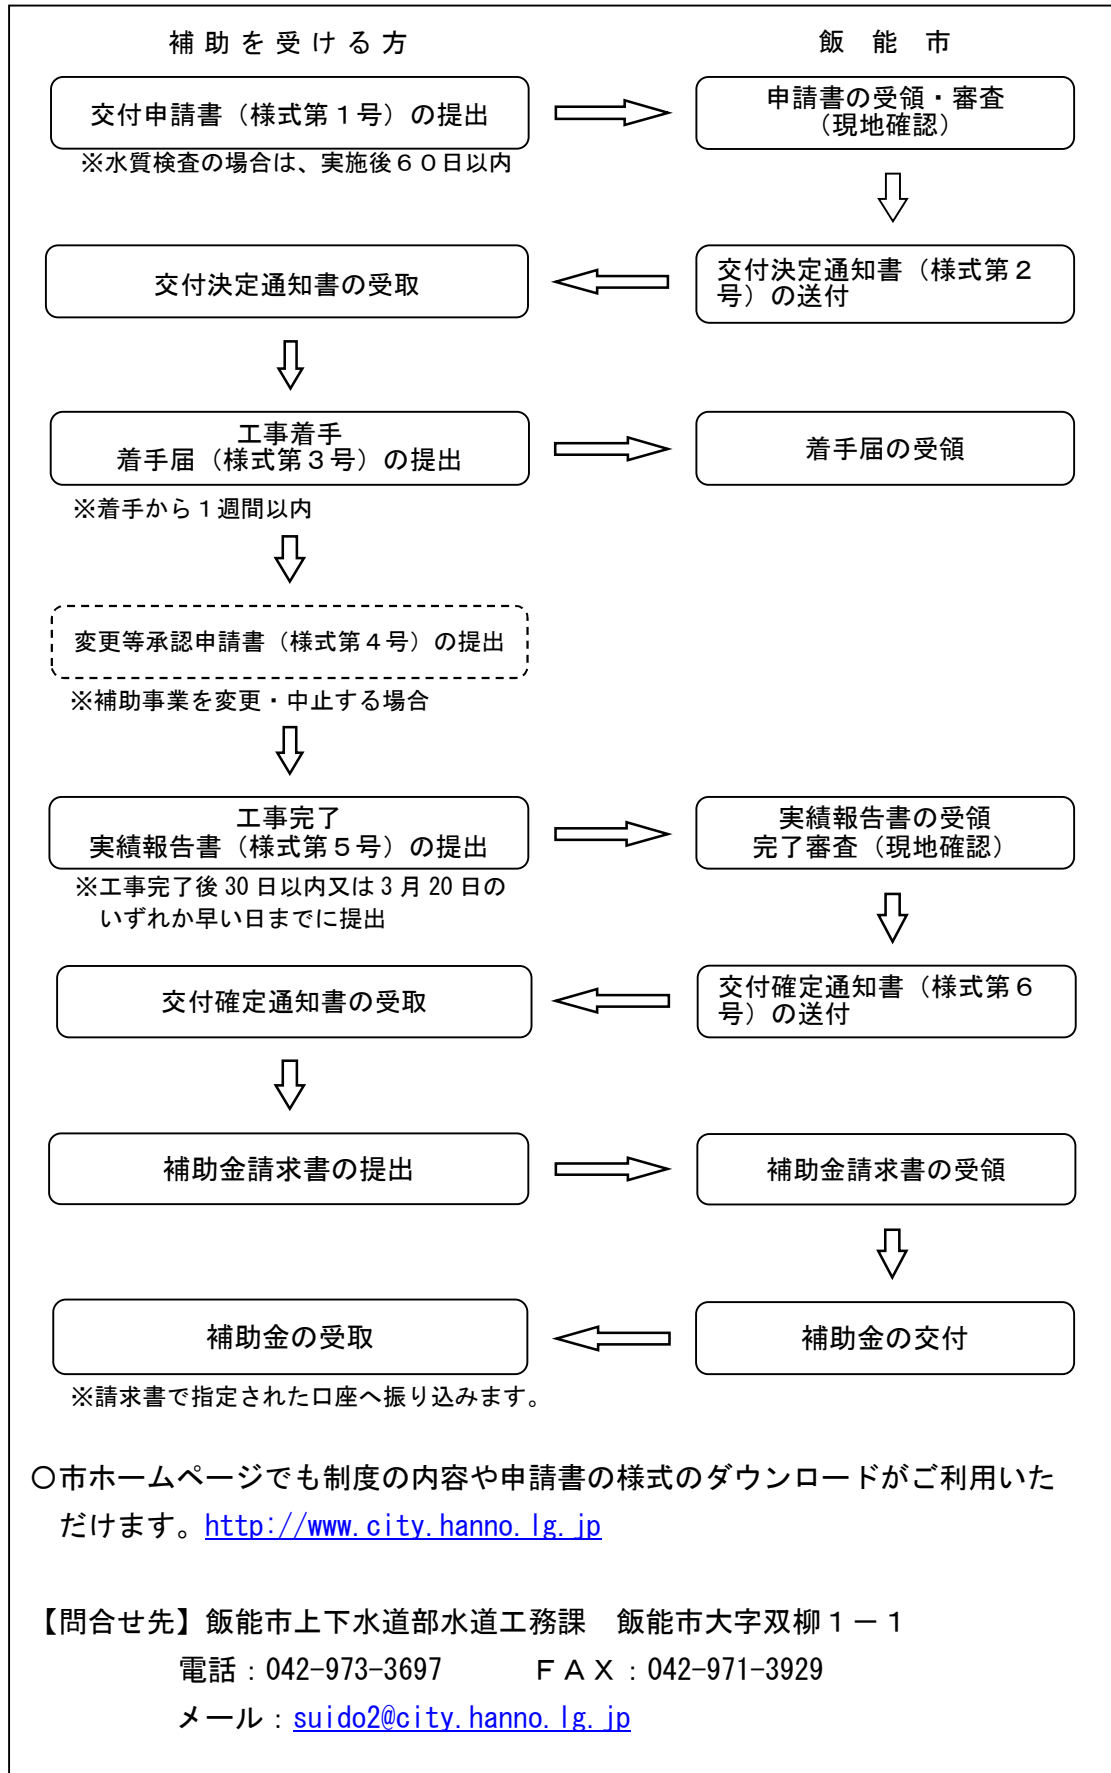 補助を受ける方
飯能市
交付申請書（様式第１号）の提出
申請書の受領・審査
（現地確認）
※水質検査の場合は、実施後６０日以内
交付決定通知書の受取
交付決定通知書（様式第２
号）の送付
工事着手
着手届（様式第３号）の提出
着手届の受領
※着手から１週間以内
変更等承認申請書（様式第４号）の提出
※補助事業を変更・中止する場合
工事完了
実績報告書（様式第５号）の提出
実績報告書の受領
完了審査（現地確認）
※工事完了後 30 日以内又は 3 月 20 日の
いずれか早い日までに提出
交付確定通知書の受取
交付確定通知書（様式第６
号）の送付
補助金請求書の提出
補助金請求書の受領
補助金の受取
補助金の交付
※請求書で指定された口座へ振り込みます。
〇市ホームページでも制度の内容や申請書の様式のダウンロードがご利用いた
だけます。http://www.city.hanno.lg.jp
【問合せ先】飯能市上下水道部水道工務課　飯能市大字双柳１－１
電話：042-973-3697　　　ＦＡＸ：042-971-3929
メール：suido2@city.hanno.lg.jp